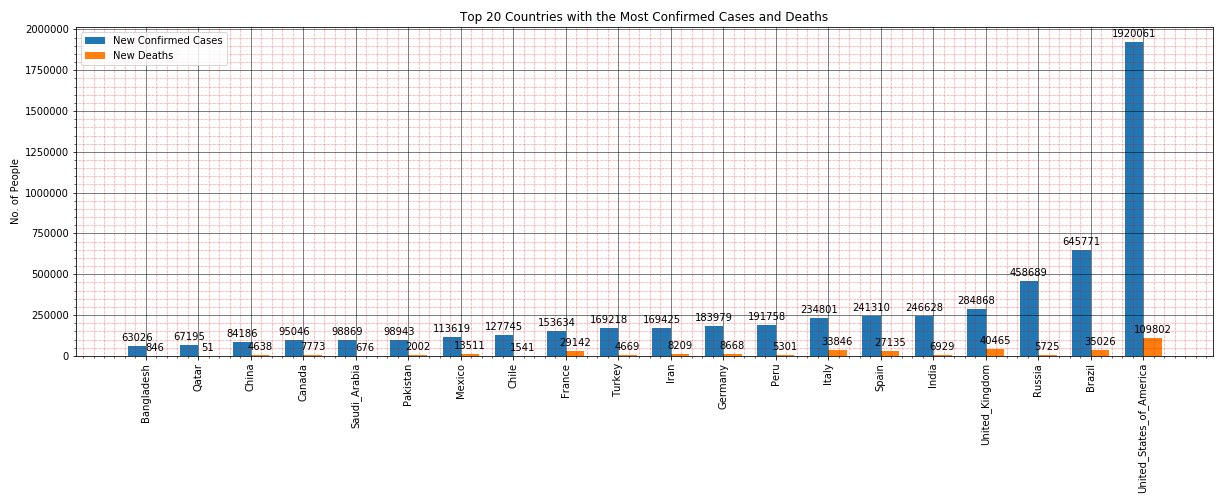 Top 20 Countries with the Most Confirmed Cases and Deaths
New Confirmed Cases
New Deaths
No. of People
2000000
1750000
1500000
1250000
1000000
750000
500000
250000
0
63026
846
67195
51
84186
4638
95046
7773
98869
676
98943
2002
113619
13511
127745
1541
153634
29142
169218
4669
169425
8209
183979
8668
191758
5301
234801
33846
241310
27135
246628
6929
284868
40465
458689
5725
645771
35026
1920061
109802
Bangladesh
Qatar
China
Canada
Saudi_Arabia
Pakistan
Mexico
Chile
France
Turkey
Iran
Germany
Peru
Italy
Spain
India
United_Kingdom
Russia
Brazil
United_States_of_America